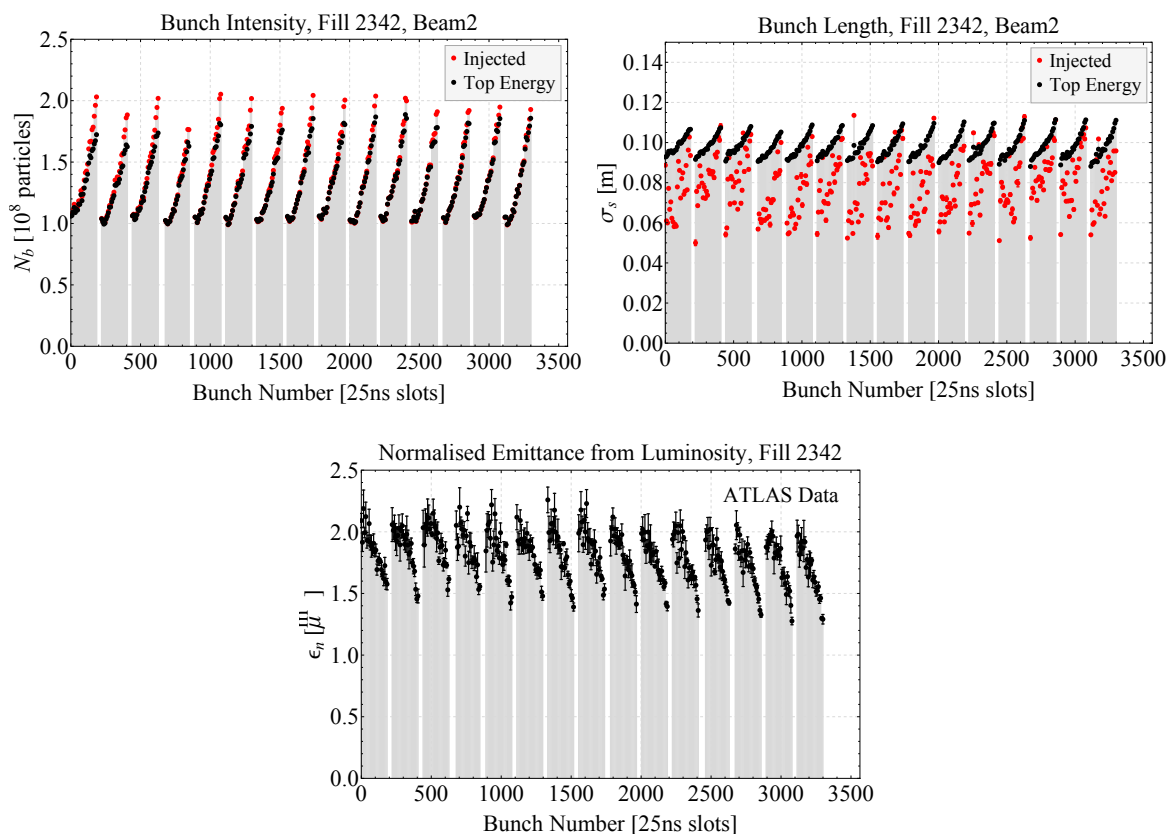 Bunch Intensity, Fill 2342, Beam2
N_b [10^8 particles]
2.5
2.0
1.5
1.0
0.5
0.0
Injected
Top Energy
0 500 1000 1500 2000 2500 3000 3500
Bunch Number [25ns slots]
Bunch Length, Fill 2342, Beam2
σ_s [m]
0.14
0.12
0.10
0.08
0.06
0.04
0.02
0.00
Injected
Top Energy
0 500 1000 1500 2000 2500 3000 3500
Bunch Number [25ns slots]
Normalised Emittance from Luminosity, Fill 2342
ϵ_n [μm]
2.5
2.0
1.5
1.0
0.5
0.0
ATLAS Data
0 500 1000 1500 2000 2500 3000 3500
Bunch Number [25ns slots]